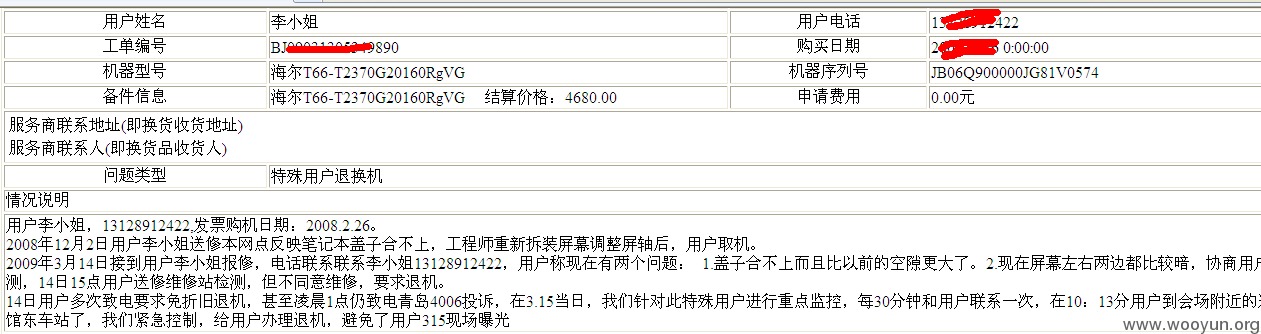 用户姓名 李小姐 用户电话
工单编号 购买日期 0:00:00
机器型号 海尔T66-T2370G20160RgVG 机器序列号 JB06Q900000JG81V0574
备件信息 海尔T66-T2370G20160RgVG 结算价格：4680.00 申请费用 0.00元
服务商联系地址(即换货收货地址)
服务商联系人(即换货品收货人)
问题类型 特殊用户退换机
情况说明
用户李小姐，13128912422,发票购机日期：2008.2.26。
2008年12月2日用户李小姐送修本网点反映笔记本盖子合不上，工程师重新拆装屏幕调整屏轴后，用户取机。
2009年3月14日接到用户李小姐报修，电话联系联系李小姐13128912422，用户称现在有两个问题： 1.盖子合不上而且比以前的空隙更大了。2.现在屏幕左右两边都比较暗，协商用
测，14日15点用户送修维修站检测，但不同意维修，要求退机。
14日用户多次致电要求免折旧退机，甚至凌晨1点仍致电青岛4006投诉，在3.15当日，我们针对此特殊用户进行重点监控，每30分钟和用户联系一次，在10：13分用户到会场附近的
馆东车站了，我们紧急控制，给用户办理退机，避免了用户315现场曝光
www.wooyun.org